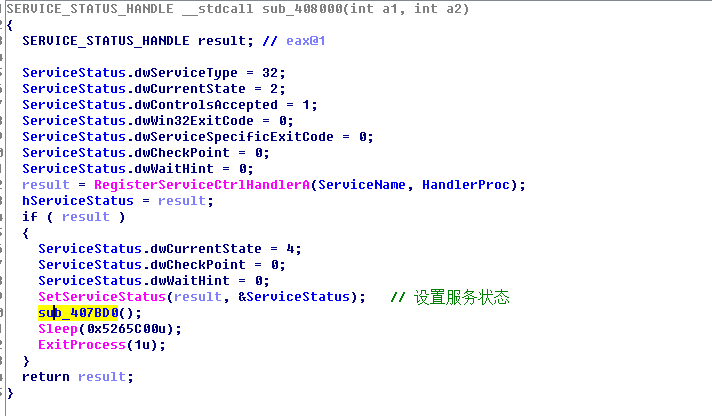 SERVICE_STATUS_HANDLE __stdcall sub_408000(int a1, int a2)
{
SERVICE_STATUS_HANDLE result; // eax@1
ServiceStatus.dwServiceType = 32;
ServiceStatus.dwCurrentState = 2;
ServiceStatus.dwControlsAccepted = 1;
ServiceStatus.dwWin32ExitCode = 0;
ServiceStatus.dwServiceSpecificExitCode = 0;
ServiceStatus.dwCheckPoint = 0;
ServiceStatus.dwWaitHint = 0;
result = RegisterServiceCtrlHandlerA(ServiceName, HandlerProc);
hServiceStatus = result;
if ( result )
{
ServiceStatus.dwCurrentState = 4;
ServiceStatus.dwCheckPoint = 0;
ServiceStatus.dwWaitHint = 0;
SetServiceStatus(result, &ServiceStatus); // 设置服务状态
sub_407BD0();
Sleep(0x5265C00u);
ExitProcess(1u);
}
return result;
}